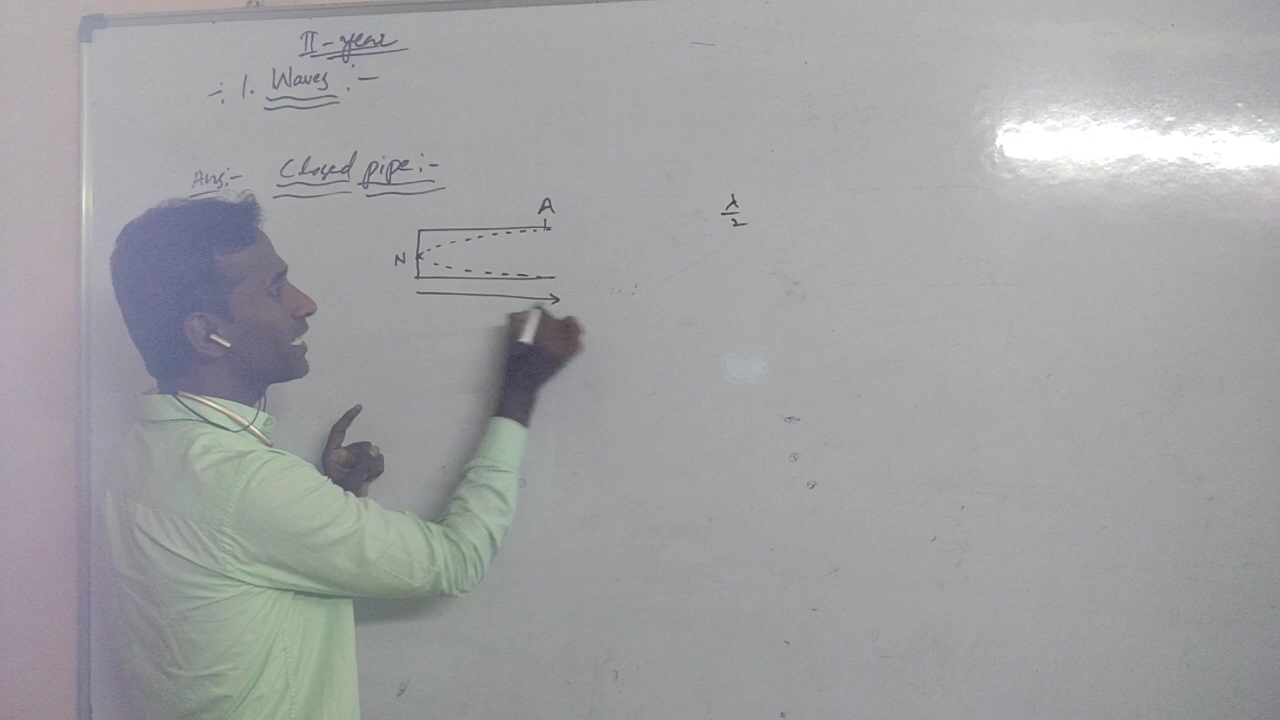 II - year
-: 1. Waves :-
Ans:- Closed pipe:-
A
N
λ/2